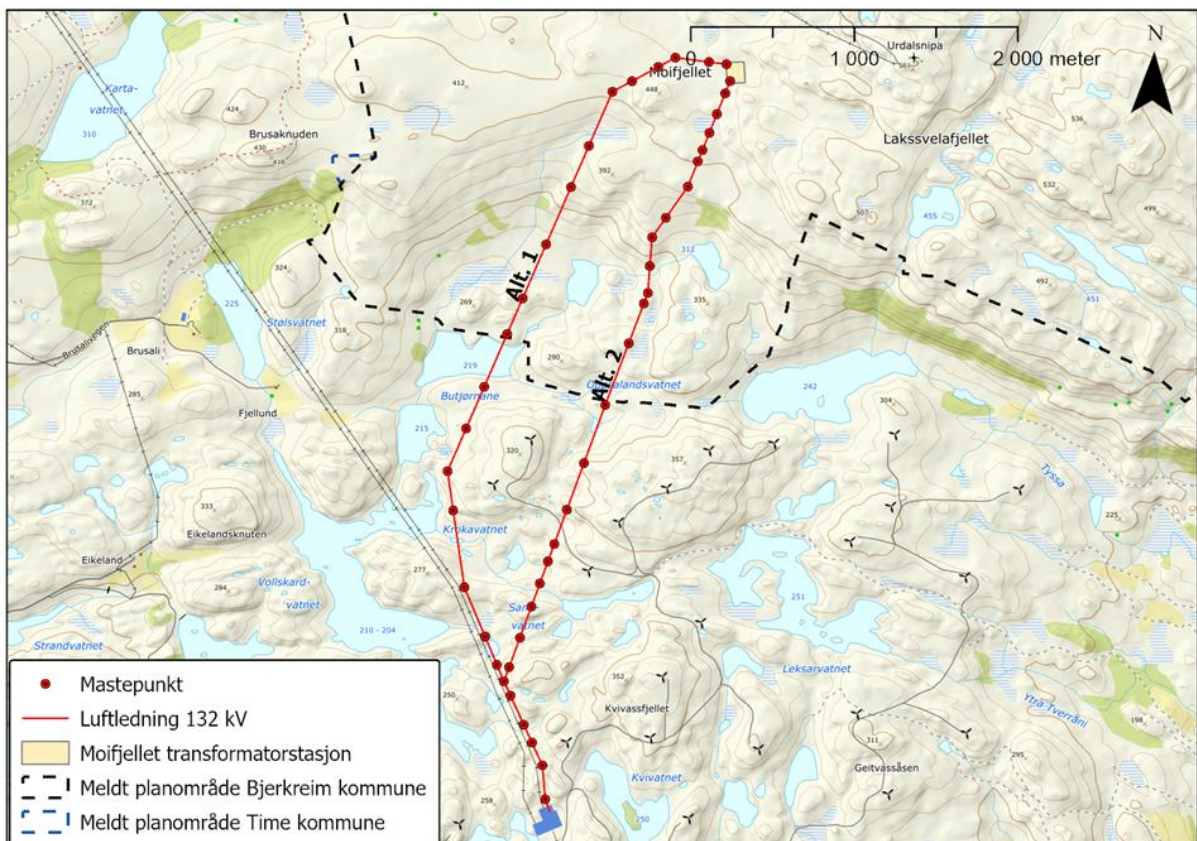 N
Urdalsnipa
561
0 1 000 2 000 meter
Moifjellet
448
412
536
Karta-
vatnet
310
424
Brusaknuden
430
416
Lakssvelafjellet
392
372
532
499
507
455
324
312
492
451
225
Alt. 1
269
335
Stølsvatnet
318
Brusaliveien
Brusali
219
290
Butjørnane
Alt. 2
242
285
Fjellund
304
215
320
357
Tyssa
333
225
Krokavatnet
Eikelandsknuten
277
Eikeland
284
Vollskard-
vatnet
251
210 - 204
Strandvatnet
Leksarvatnet
352
250
Kvivassfjellet
Ytra Tverråni
198
311
295
Geitvassåsen
Kvivatnet
258
250
Mastepunkt
Luftledning 132 kV
Moifjellet transformatorstasjon
Meldt planområde Bjerkreim kommune
Meldt planområde Time kommune